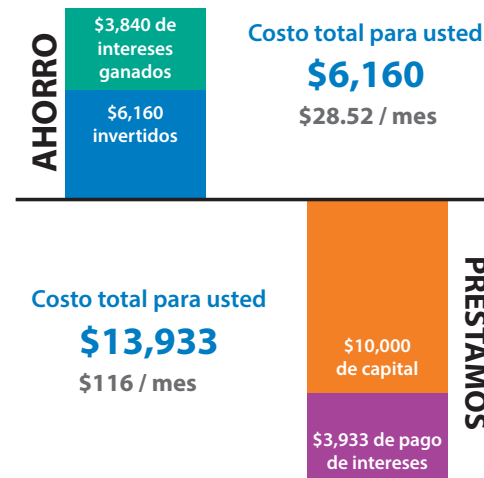 AHORRO
$3,840 de
intereses
ganados
$6,160
invertidos
Costo total para usted
$6,160
$28.52 / mes
Costo total para usted
$13,933
$116 / mes
$10,000
de capital
$3,933 de pago
de intereses
PRESTAMOS